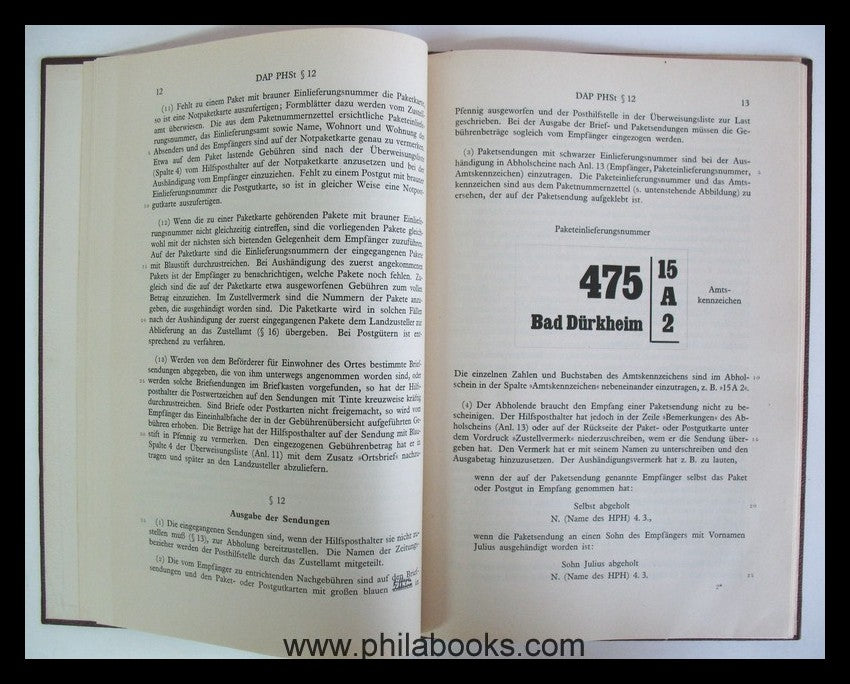 12
DAP PHSt § 12
(11) Fehlt zu einem Paket mit brauner Einlieferungsnummer die Paketkarte,
so ist eine Notpaketkarte auszufertigen; Formblätter dazu werden vom Zustell-
amt überwiesen. Die aus dem Paketnummernzettel ersichtliche Paketeinliefe-
rungsnummer, das Einlieferungsamt sowie Name, Wohnort und Wohnung des
5 Absenders und des Empfängers sind auf der Notpaketkarte genau zu vermerken.
Etwa auf dem Paket lastende Gebühren sind nach der Überweisungsliste
(Spalte 4) vom Hilfsposthalter auf der Notpaketkarte anzusetzen und bei der
Aushändigung vom Empfänger einzuziehen. Fehlt zu einem Postgut mit brauner
Einlieferungsnummer die Postgutkarte, so ist in gleicher Weise eine Notpost-
10 gutkarte auszufertigen.
(12) Wenn die zu einer Paketkarte gehörenden Pakete mit brauner Einliefe-
rungsnummer nicht gleichzeitig eintreffen, sind die vorliegenden Pakete gleich-
wohl mit der nächsten sich bietenden Gelegenheit dem Empfänger zuzuführen.
Auf der Paketkarte sind die Einlieferungsnummern der eingegangenen Pakete
15 mit Blaustift durchzustreichen. Bei Aushändigung des zuerst angekommenen
Pakets ist der Empfänger zu benachrichtigen, welche Pakete noch fehlen. Zu-
gleich sind die auf der Paketkarte etwa ausgeworfenen Gebühren zum vollen
Betrag einzuziehen. Im Zustellvermerk sind die Nummern der Pakete anzu-
geben, die ausgehändigt worden sind. Die Paketkarte wird in solchen Fällen
20 nach der Aushändigung der zuerst eingegangenen Pakete dem Landzusteller zur
Ablieferung an das Zustellamt (§ 16) übergeben. Bei Postgütern ist ent-
sprechend zu verfahren.
Werden von dem Beförderer für Einwohner des Ortes bestimmte Brief-
sendungen abgegeben, die von ihm unterwegs angenommen worden sind, oder
25 werden solche Briefsendungen im Briefkasten vorgefunden, so hat der Hilfs-
posthalter die Postwertzeichen auf den Sendungen mit Tinte kreuzweise kräftig
durchzustreichen. Sind Briefe oder Postkarten nicht freigemacht, so wird vom
Empfänger das Eineinhalbfache der in der Gebührenübersicht aufgeführten Ge-
bühren erhoben. Die Beträge hat der Hilfsposthalter auf der Sendung mit Blau-
30 stift in Pfennig zu vermerken. Den eingezogenen Gebührenbetrag hat er in
Spalte 4 der Überweisungsliste (Anl. 11) mit dem Zusatz »Ortsbrief« nachzu-
tragen und später an den Landzusteller abzuliefern.
§ 12
Ausgabe der Sendungen
(1) Die eingegangenen Sendungen sind, wenn der Hilfsposthalter sie nicht zu-
stellen muß (§ 13), zur Abholung bereitzustellen. Die Namen der Zeitungs-
bezieher werden der Posthilfstelle durch das Zustellamt mitgeteilt.
(2) Die vom Empfänger zu entrichtenden Nachgebühren sind auf den Brief-
sendungen und den Paket- oder Postgutkarten mit großen blauen in
DAP PHSt § 12
13
Pfennig ausgeworfen und der Posthilfstelle in der Überweisungsliste zur Last
geschrieben. Bei der Ausgabe der Brief- und Paketsendungen müssen die Ge-
bührenbeträge sogleich vom Empfänger eingezogen werden.
(3) Paketsendungen mit schwarzer Einlieferungsnummer sind bei der Aus-
händigung in Abholscheine nach Anl. 13 (Empfänger, Paketeinlieferungsnummer, 5
Amtskennzeichen) einzutragen. Die Paketeinlieferungsnummer und das Amts-
kennzeichen sind aus dem Paketnummernzettel (s. untenstehende Abbildung) zu
ersehen, der auf der Paketsendung aufgeklebt ist.
Paketeinlieferungsnummer
475
Bad Dürkheim
15
A
2
Amts-
kennzeichen
Die einzelnen Zahlen und Buchstaben des Amtskennzeichens sind im Abhol- 10
schein in der Spalte »Amtskennzeichen« nebeneinander einzutragen, z. B. »15 A 2«.
(4) Der Abholende braucht den Empfang einer Paketsendung nicht zu be-
scheinigen. Der Hilfsposthalter hat jedoch in der Zeile »Bemerkungen« des Ab-
holscheins (Anl. 13) oder auf der Rückseite der Paket- oder Postgutkarte unter
dem Vordruck »Zustellvermerk« niederzuschreiben, wem er die Sendung über- 15
geben hat. Den Vermerk hat er mit seinem Namen zu unterschreiben und den
Ausgabetag hinzuzusetzen. Der Aushändigungsvermerk hat z. B. zu lauten,
wenn der auf der Paketsendung genannte Empfänger selbst das Paket
oder Postgut in Empfang genommen hat:
Selbst abgeholt 20
N. (Name des HPH) 4. 3.,
wenn die Paketsendung an einen Sohn des Empfängers mit Vornamen
Julius ausgehändigt worden ist:
Sohn Julius abgeholt
N. (Name des HPH) 4. 3. 25
2*
www.philabooks.com